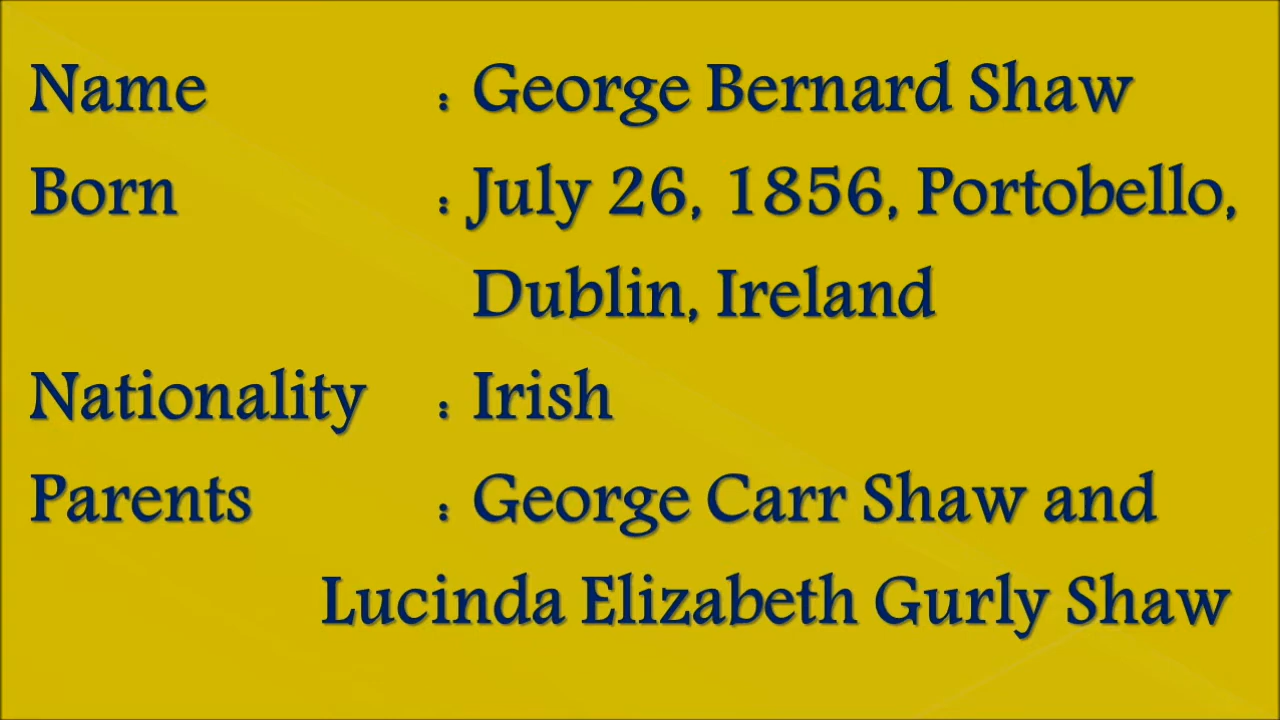 Name : George Bernard Shaw
Born : July 26, 1856, Portobello,
Dublin, Ireland
Nationality : Irish
Parents : George Carr Shaw and
Lucinda Elizabeth Gurly Shaw